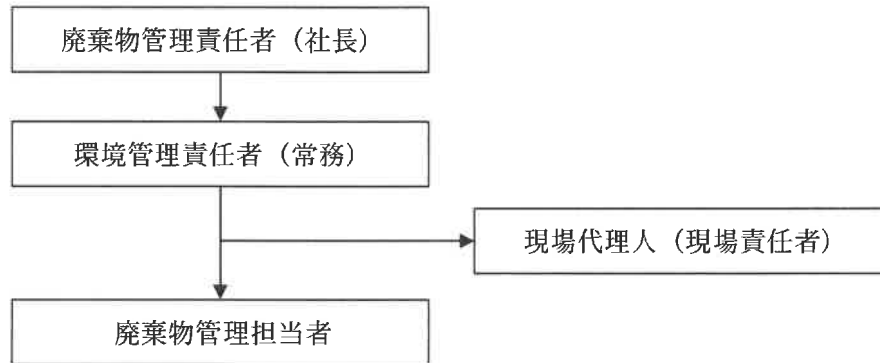 廃棄物管理責任者（社長）
環境管理責任者（常務）
現場代理人（現場責任者）
廃棄物管理担当者